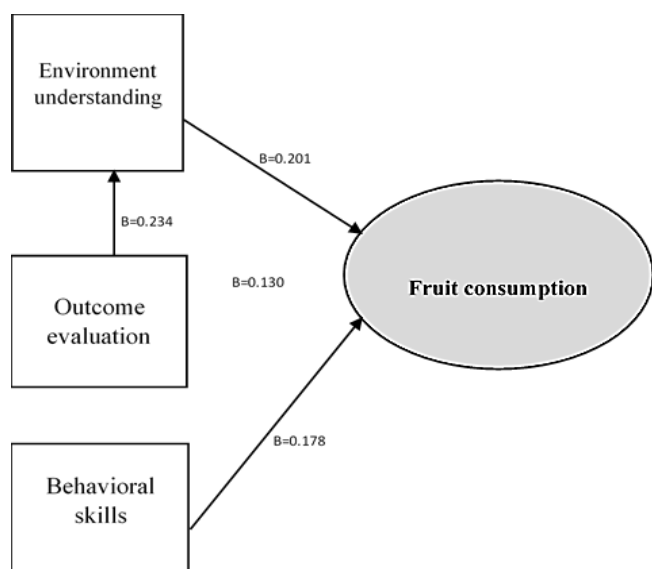 Environment
understanding
B=0.201
B=0.234
B=0.130
Outcome
evaluation
Fruit consumption
B=0.178
Behavioral
skills